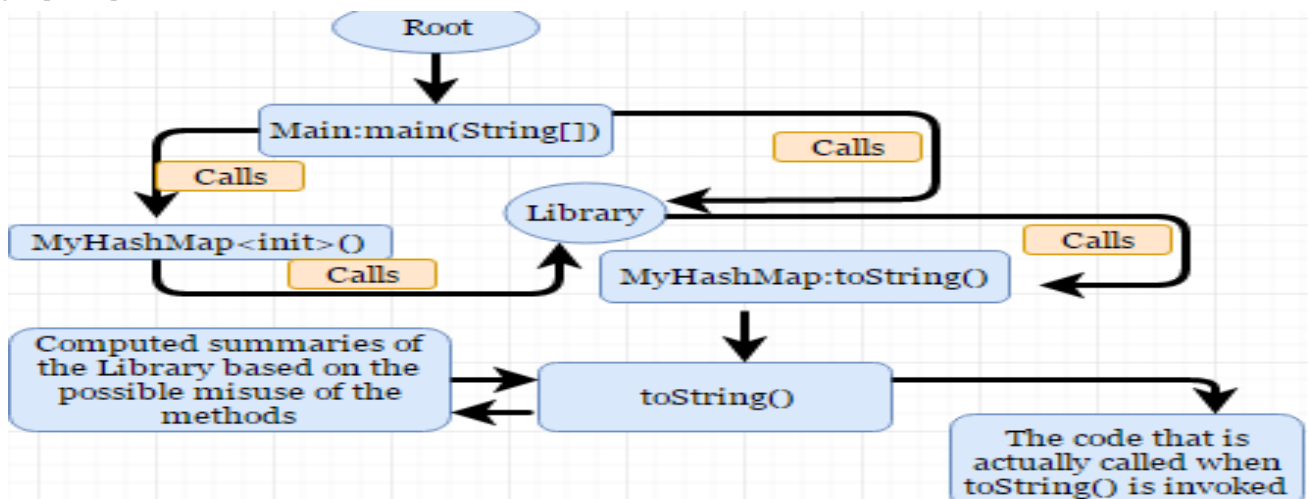 Root
Main:main(String[])
Calls
Calls
Library
MyHashMap<init>()
Calls
Calls
MyHashMap:toString()
Computed summaries of
the Library based on the
possible misuse of the
methods
toString()
The code that is
actually called when
toString() is invoked